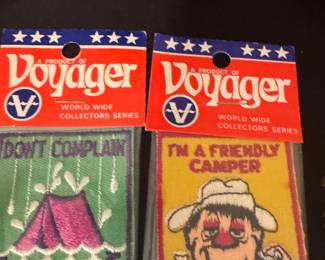 A PRODUCT OF
Voyager
V
WORLD WIDE
COLLECTORS SERIES
DON'T COMPLAIN
A PRODUCT OF
Voyager
V
WORLD WIDE
COLLECTORS SERIES
I'M A FRIENDLY
CAMPER